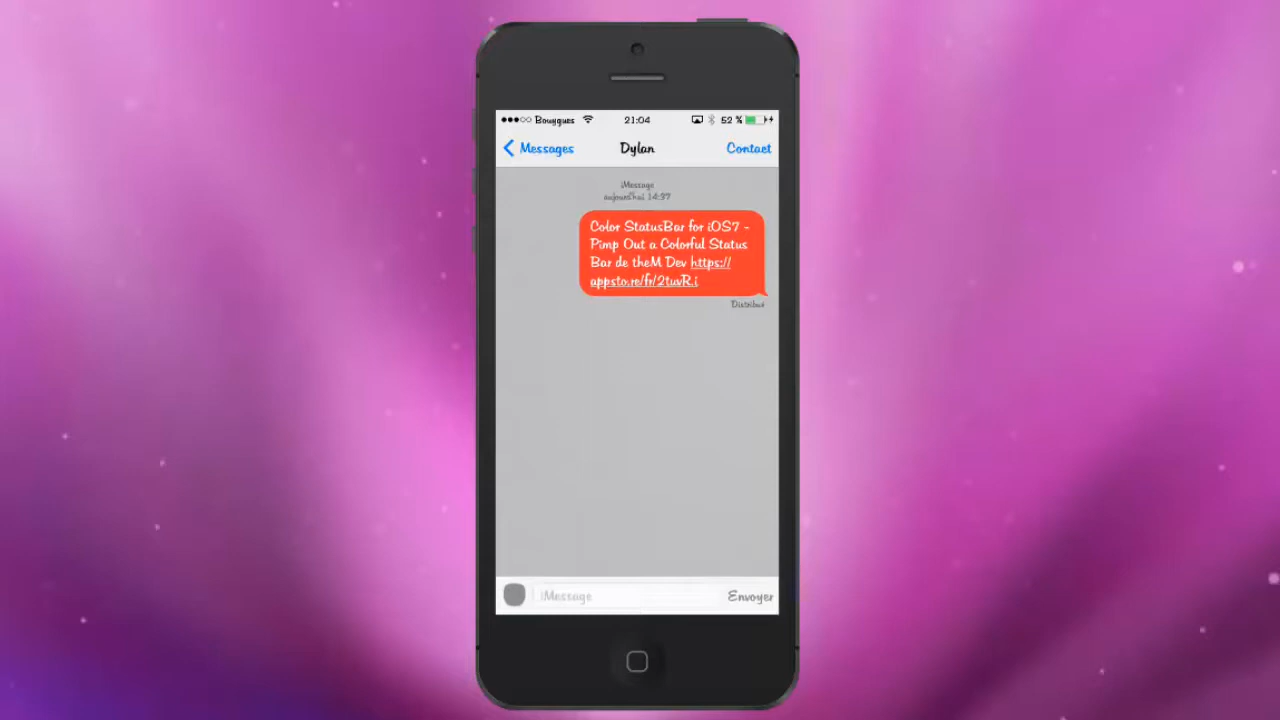 Bouygues 21:04 52 %
Messages Dylan Contact
iMessage
aujourd'hui 14:37
Color StatusBar for iOS7 -
Pimp Out a Colorful Status
Bar de theM Dev https://
appsto.re/fr/2tuvR.i
Distribué
iMessage Envoyer